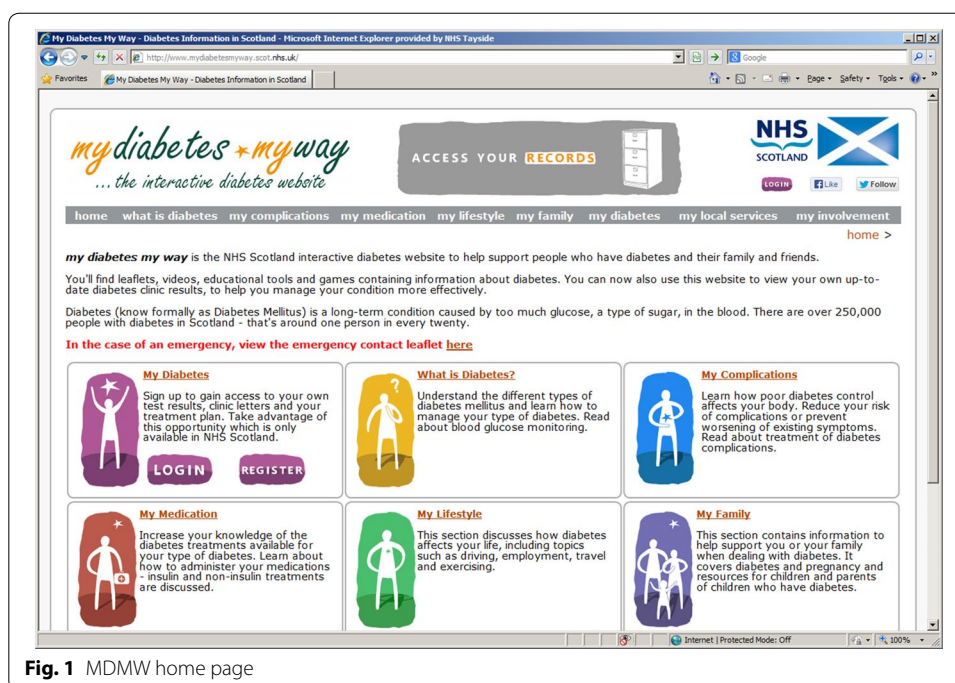 My Diabetes My Way - Diabetes Information in Scotland - Microsoft Internet Explorer provided by NHS Tayside
http://www.mydiabetesmyway.scot.nhs.uk/
Google
Favorites
My Diabetes My Way - Diabetes Information in Scotland
Page
Safety
Tools
my diabetes my way
... the interactive diabetes website
ACCESS YOUR RECORDS
NHS
SCOTLAND
LOGIN
Like
Follow
home what is diabetes my complications my medication my lifestyle my family my diabetes my local services my involvement
home >
my diabetes my way is the NHS Scotland interactive diabetes website to help support people who have diabetes and their family and friends.
You'll find leaflets, videos, educational tools and games containing information about diabetes. You can now also use this website to view your own up-to-
date diabetes clinic results, to help you manage your condition more effectively.
Diabetes (know formally as Diabetes Mellitus) is a long-term condition caused by too much glucose, a type of sugar, in the blood. There are over 250,000
people with diabetes in Scotland - that's around one person in every twenty.
In the case of an emergency, view the emergency contact leaflet here
My Diabetes
Sign up to gain access to your own
test results, clinic letters and your
treatment plan. Take advantage of
this opportunity which is only
available in NHS Scotland.
LOGIN
REGISTER
What is Diabetes?
Understand the different types of
diabetes mellitus and learn how to
manage your type of diabetes. Read
about blood glucose monitoring.
My Complications
Learn how poor diabetes control
affects your body. Reduce your risk
of complications or prevent
worsening of existing symptoms.
Read about treatment of diabetes
complications.
My Medication
Increase your knowledge of the
diabetes treatments available for
your type of diabetes. Learn about
how to administer your medications
- insulin and non-insulin treatments
are discussed.
My Lifestyle
This section discusses how diabetes
affects your life, including topics
such as driving, employment, travel
and exercising.
My Family
This section contains information to
help support you or your family
when dealing with diabetes. It
covers diabetes and pregnancy and
resources for children and parents
of children who have diabetes.
Internet | Protected Mode: Off
100%
Fig. 1 MDMW home page